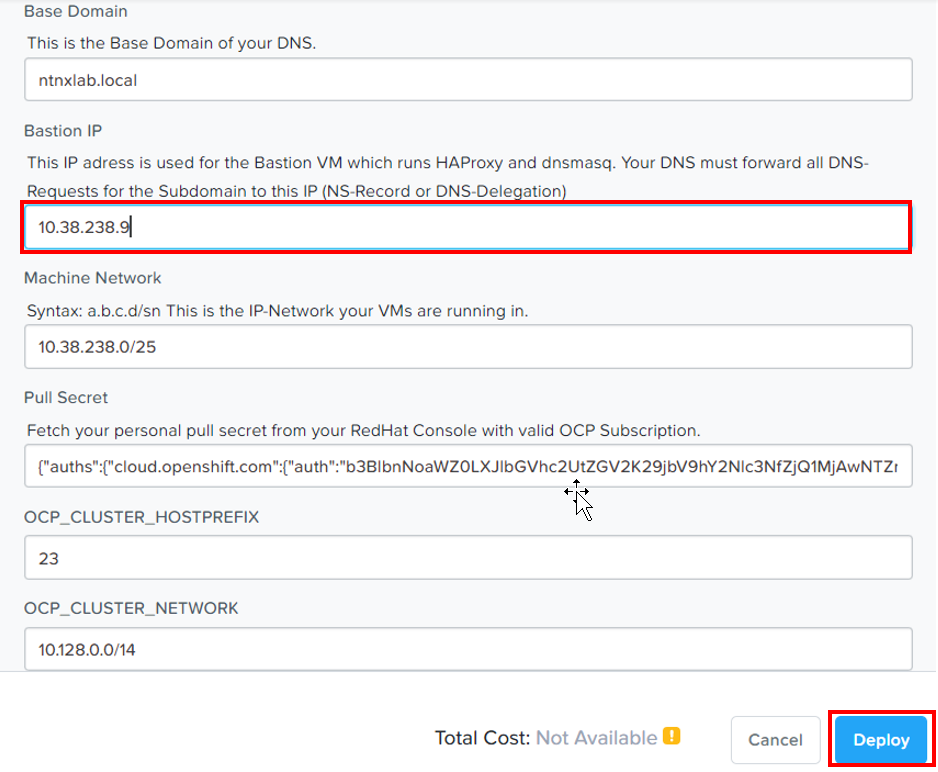 Base Domain
This is the Base Domain of your DNS.
ntnxlab.local
Bastion IP
This IP adress is used for the Bastion VM which runs HAProxy and dnsmasq. Your DNS must forward all DNS-
Requests for the Subdomain to this IP (NS-Record or DNS-Delegation)
10.38.238.9
Machine Network
Syntax: a.b.c.d/sn This is the IP-Network your VMs are running in.
10.38.238.0/25
Pull Secret
Fetch your personal pull secret from your RedHat Console with valid OCP Subscription.
{"auths":{"cloud.openshift.com":{"auth":
OCP_CLUSTER_HOSTPREFIX
23
OCP_CLUSTER_NETWORK
10.128.0.0/14
Total Cost: Not Available !
Cancel
Deploy